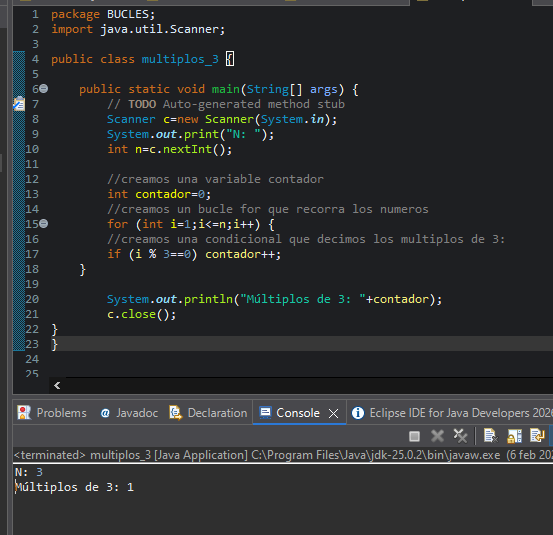 1 package BUCLES;
2 import java.util.Scanner;
3
4 public class multiplos_3 {
5
6 public static void main(String[] args) {
7 // TODO Auto-generated method stub
8 Scanner c=new Scanner(System.in);
9 System.out.print("N: ");
10 int n=c.nextInt();
11
12 //creamos una variable contador
13 int contador=0;
14 //creamos un bucle for que recorra los numeros
15 for (int i=1;i<=n;i++) {
16 //creamos una condicional que decimos los multiplos de 3:
17 if (i % 3==0) contador++;
18 }
19
20 System.out.println("Múltiplos de 3: "+contador);
21 c.close();
22 }
23 }
24
25
Problems @ Javadoc Declaration Console Eclipse IDE for Java Developers 202
<terminated> multiplos_3 [Java Application] C:\Program Files\Java\jdk-25.0.2\bin\javaw.exe (6 feb 202
N: 3
Múltiplos de 3: 1